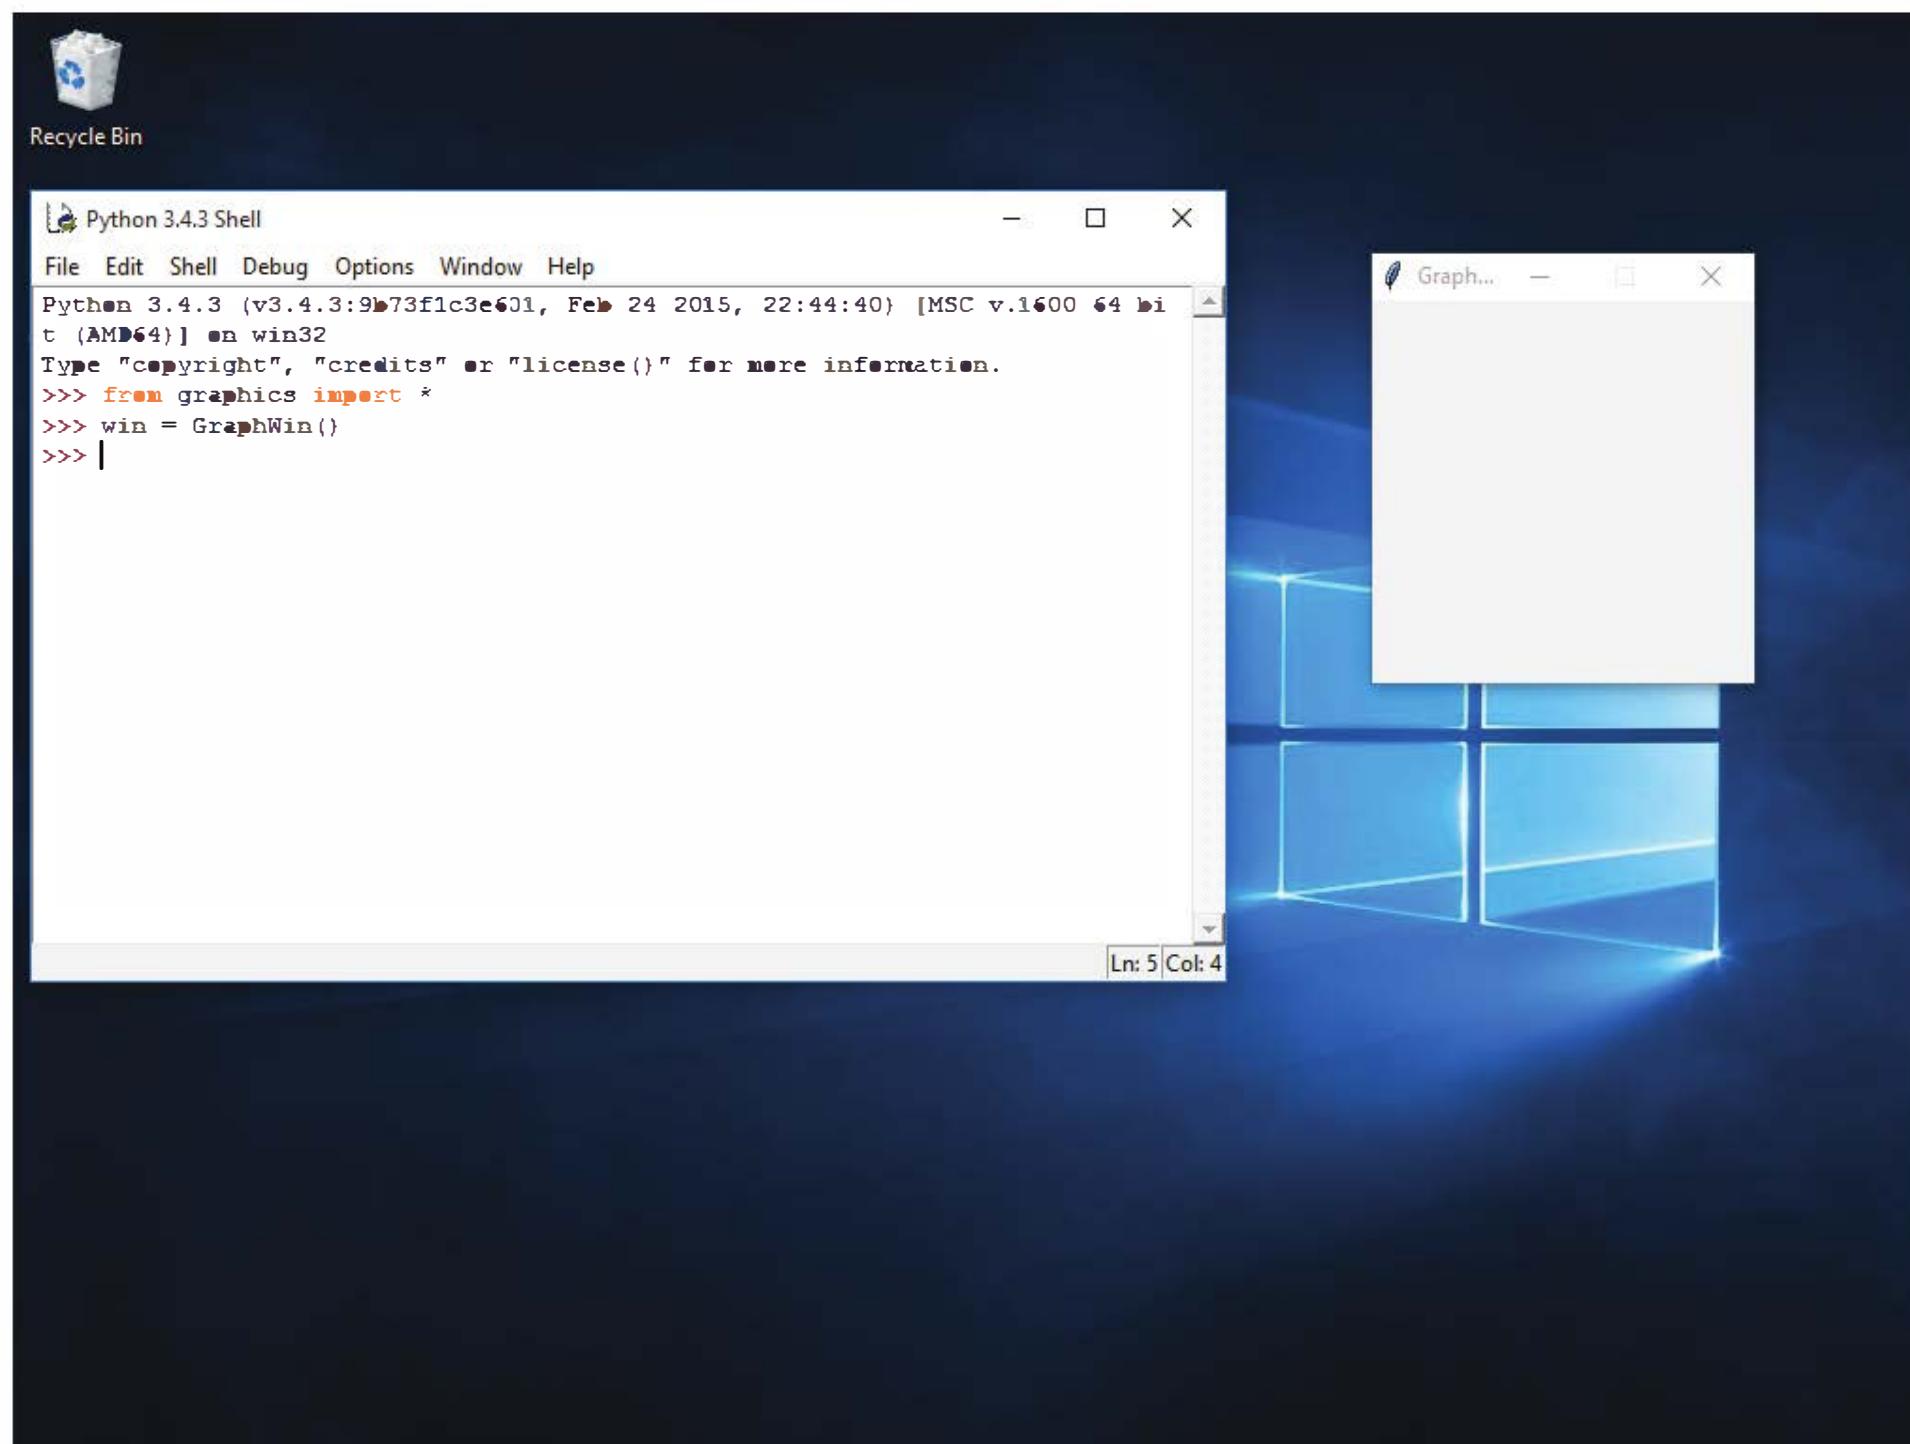 Recycle Bin
Python 3.4.3 Shell
File Edit Shell Debug Options Window Help
Python 3.4.3 (v3.4.3:9b73f1c3e601, Feb 24 2015, 22:44:40) [MSC v.1600 64 bi
t (AMD64)] on win32
Type "copyright", "credits" or "license()" for more information.
>>> from graphics import *
>>> win = GraphWin()
>>>
Ln: 5 Col: 4
Graph...